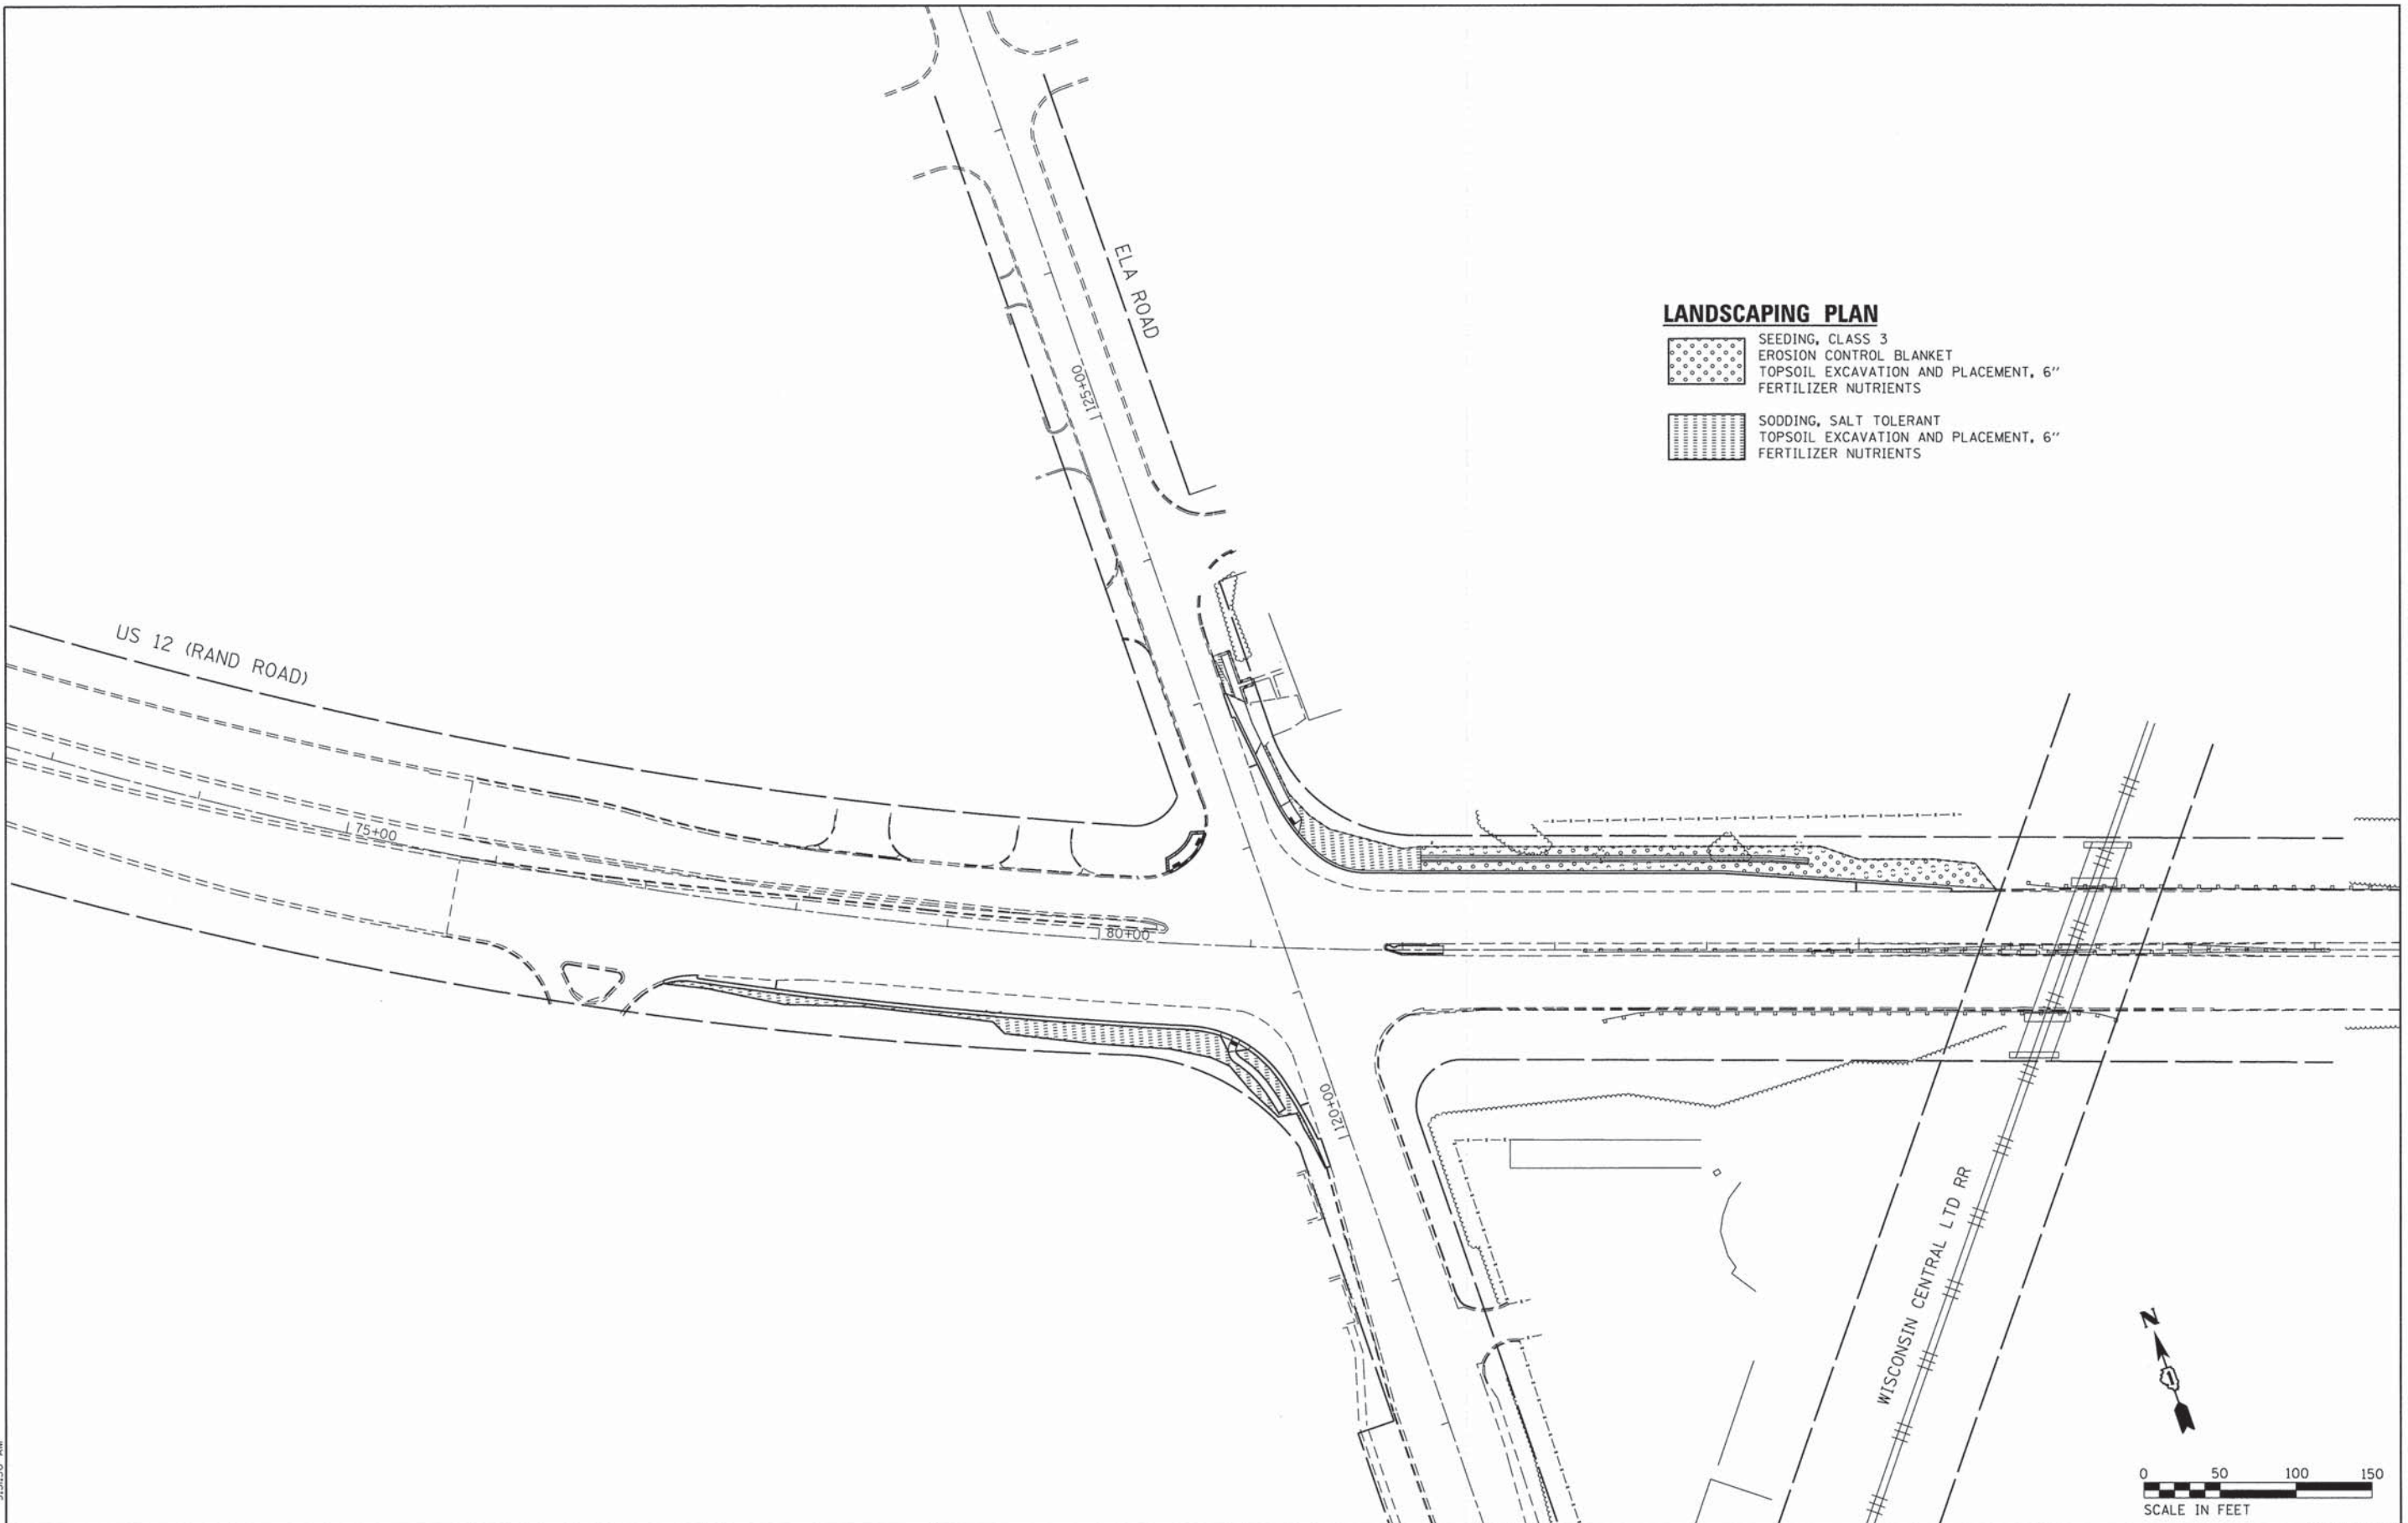 ELA ROAD
LANDSCAPING PLAN
SEEDING, CLASS 3
EROSION CONTROL BLANKET
TOPSOIL EXCAVATION AND PLACEMENT, 6"
FERTILIZER NUTRIENTS
SODDING, SALT TOLERANT
TOPSOIL EXCAVATION AND PLACEMENT, 6"
FERTILIZER NUTRIENTS
125+00
US 12 (RAND ROAD)
75+00
80+00
120+00
WISCONSIN CENTRAL LTD RR
N
0 50 100 150
SCALE IN FEET